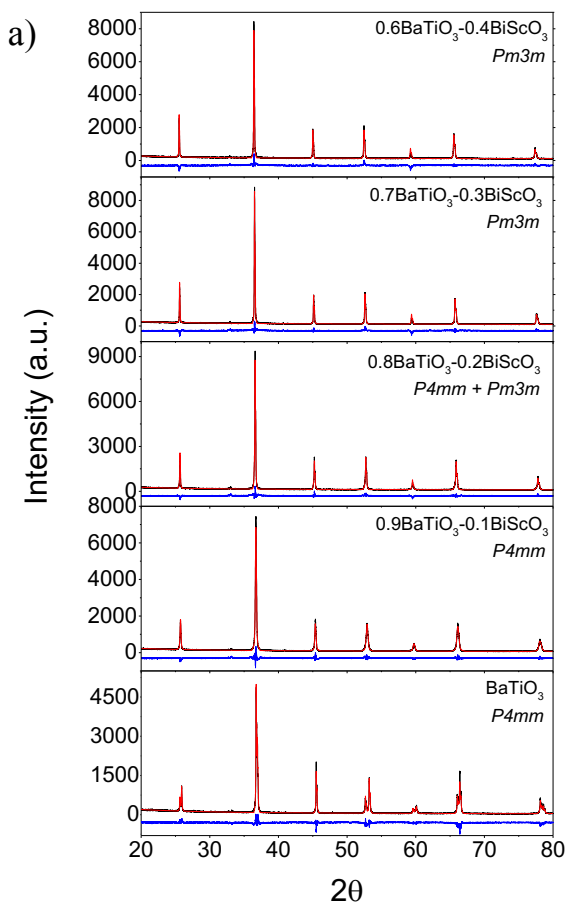 a)
Intensity (a.u.)
8000
6000
4000
2000
0
0.6BaTiO₃-0.4BiScO₃
Pm3m
8000
6000
4000
2000
0
0.7BaTiO₃-0.3BiScO₃
Pm3m
9000
6000
3000
0
0.8BaTiO₃-0.2BiScO₃
P4mm + Pm3m
8000
6000
4000
2000
0
0.9BaTiO₃-0.1BiScO₃
P4mm
4500
3000
1500
0
BaTiO₃
P4mm
20 30 40 50 60 70 80
2θ